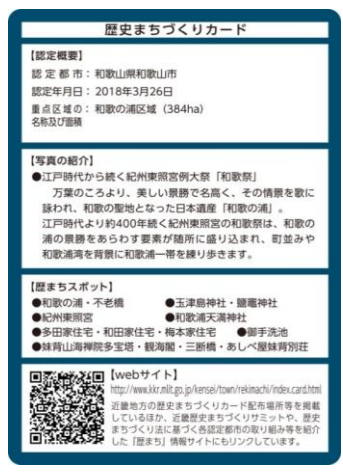 歴史まちづくりカード
【認定概要】
認定都市：和歌山県和歌山市
認定年月日：2018年3月26日
重点区域の：和歌の浦区域（384ha）
名称及び面積
【写真の紹介】
●江戸時代から続く紀州東照宮例大祭「和歌祭」
万葉のころより、美しい景勝で名高く、その情景を歌に
詠われ、和歌の聖地となった日本遺産「和歌の浦」。
江戸時代より約400年続く紀州東照宮の和歌祭は、和歌の
浦の景勝をあらわす要素が随所に盛り込まれ、町並みや
和歌浦湾を背景に和歌浦一帯を練り歩きます。
【歴まちスポット】
●和歌の浦・不老橋 ●玉津島神社・鹽竈神社
●紀州東照宮 ●和歌浦天満宮
●多田家住宅・和田家住宅・梅本家住宅 ●御手洗池
●妹背山海禅院多宝塔・観海閣・三断橋・あしべ屋妹背別荘
【webサイト】
http://www.kkr.mlit.go.jp/kensei/town/rekimachi/index.card.html
近畿地方の歴史まちづくりカード配布場所等を掲載
しているほか、近畿歴史まちづくりサミットや、歴史
まちづくり法に基づく各認定都市の取り組み等を紹介
した「歴まち」情報サイトにもリンクしています。